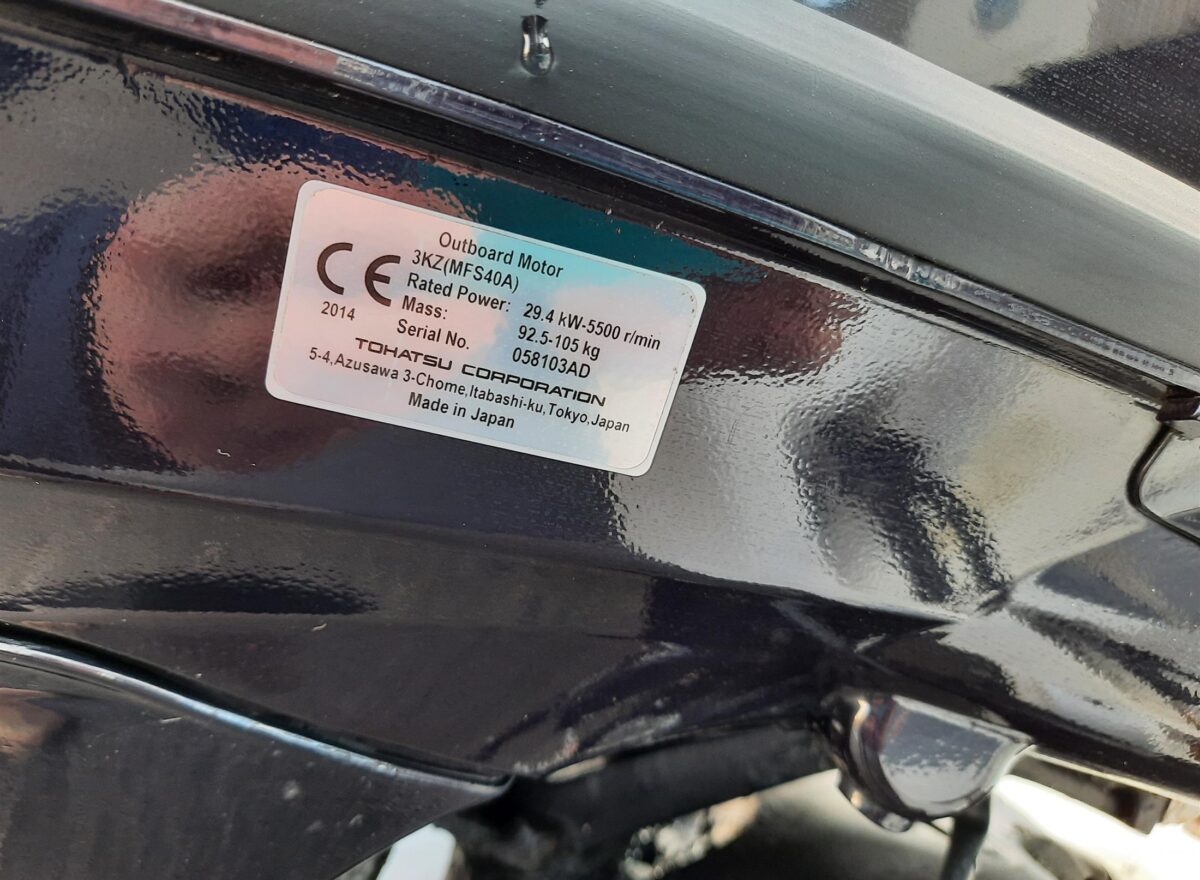 Outboard Motor
CE 3KZ(MFS40A)
Rated Power: 29.4 kW-5500 r/min
2014 Mass: 92.5-105 kg
Serial No. 058103AD
TOHATSU CORPORATION
5-4,Azusawa 3-Chome,Itabashi-ku,Tokyo,Japan
Made in Japan